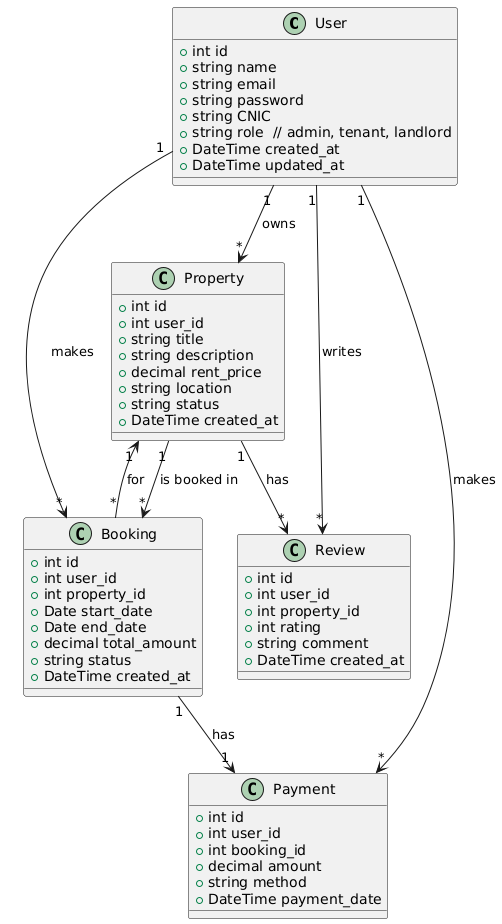 C User
int id
string name
string email
string password
string CNIC
string role // admin, tenant, landlord
DateTime created_at
DateTime updated_at
1
1
1
1
owns
*
C Property
int id
int user_id
string title
string description
decimal rent_price
string location
string status
DateTime created_at
makes
writes
1
1
1
for
is booked in
has
makes
*
*
*
*
*
C Booking
int id
int user_id
int property_id
Date start_date
Date end_date
decimal total_amount
string status
DateTime created_at
C Review
int id
int user_id
int property_id
int rating
string comment
DateTime created_at
1
has
1
*
C Payment
int id
int user_id
int booking_id
decimal amount
string method
DateTime payment_date